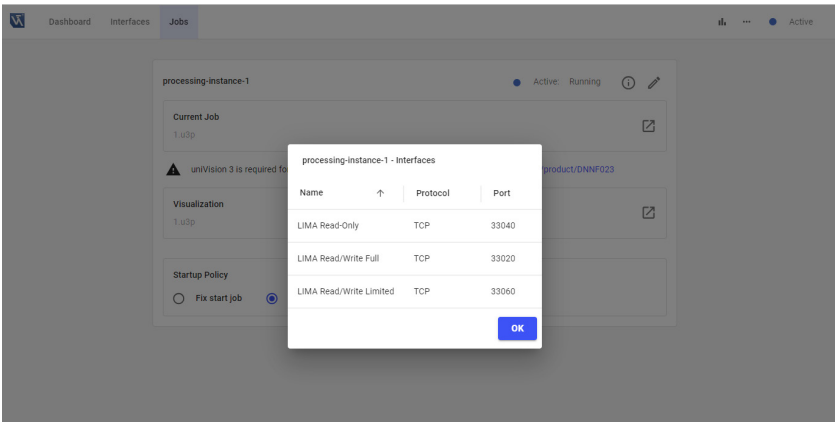 Dashboard Interfaces Jobs Active
processing-instance-1 Active: Running
Current Job
1.u3p
uniVision 3 is required fo /product/DNNF023
Visualization
1.u3p
Startup Policy
Fix start job
processing-instance-1 - Interfaces
Name Protocol Port
LIMA Read-Only TCP 33040
LIMA Read/Write Full TCP 33020
LIMA Read/Write Limited TCP 33060
OK